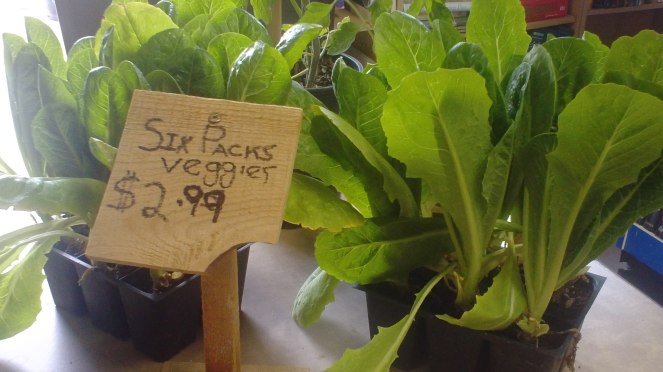 Six Packs
veggies
$2.99